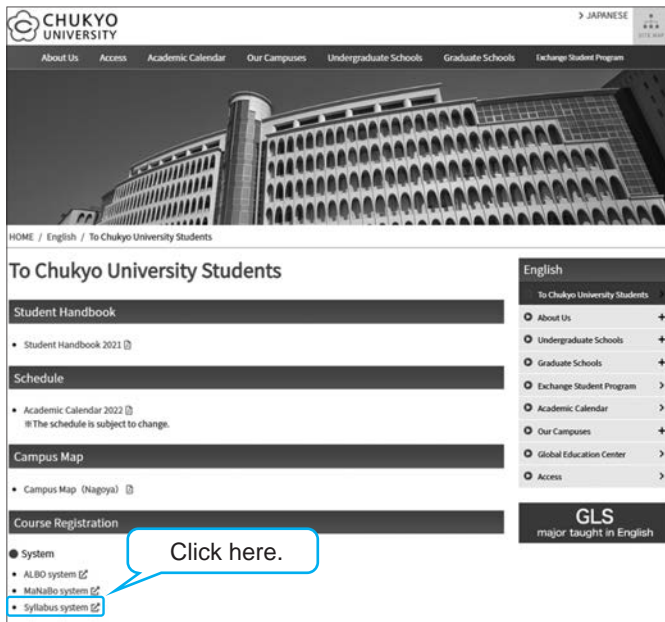 CHUKYO
UNIVERSITY
> JAPANESE
SITE MAP
About Us Access Academic Calendar Our Campuses Undergraduate Schools Graduate Schools Exchange Student Program
HOME / English / To Chukyo University Students
To Chukyo University Students
Student Handbook
• Student Handbook 2021
Schedule
• Academic Calendar 2022
※The schedule is subject to change.
Campus Map
• Campus Map（Nagoya）
Course Registration
● System
• ALBO system
• MaNaBo system
• Syllabus system
Click here.
English
To Chukyo University Students >
About Us +
Undergraduate Schools +
Graduate Schools +
Exchange Student Program >
Academic Calendar >
Our Campuses +
Global Education Center >
Access >
GLS
major taught in English